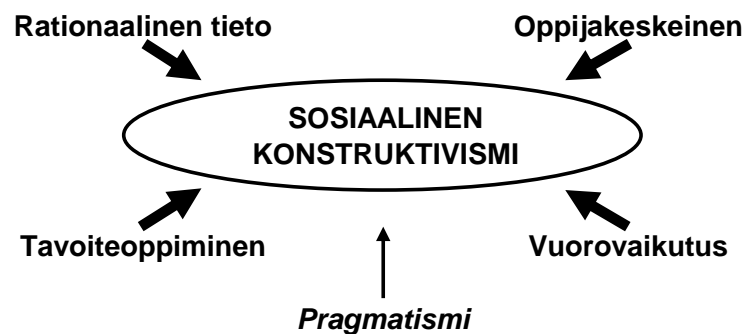 Rationaalinen tieto
Oppijakeskeinen
SOSIAALINEN
KONSTRUKTIVISMI
Tavoiteoppiminen
Vuorovaikutus
Pragmatismi